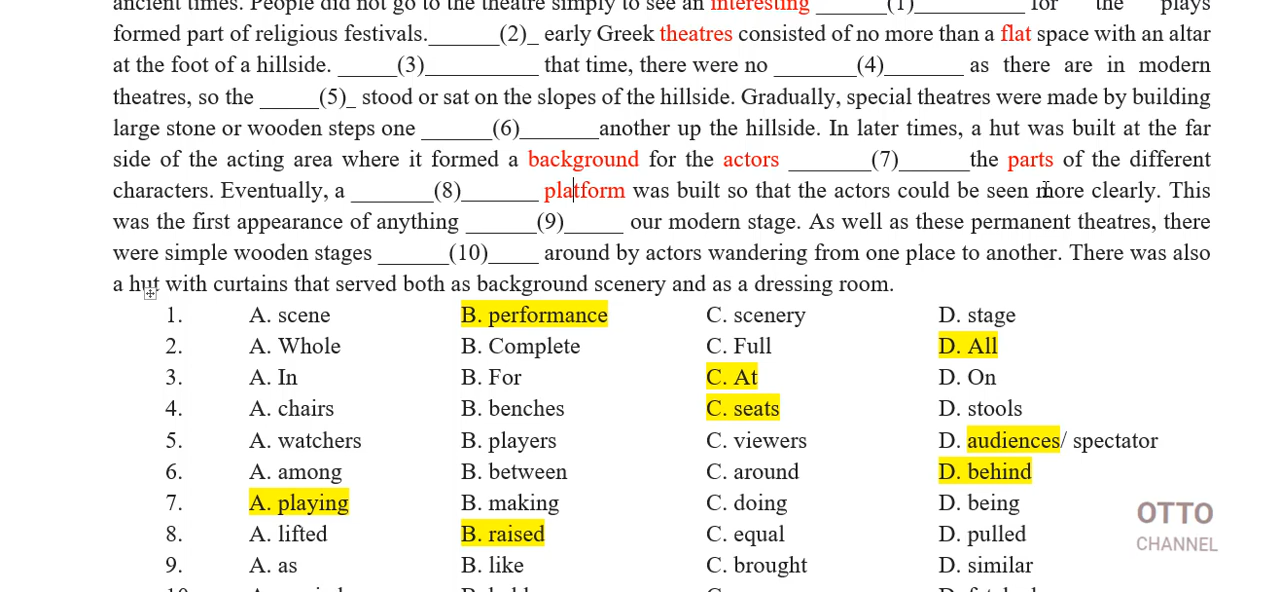 ancient times. People did not go to the theatre simply to see an interesting ______(1)_________ for the plays
formed part of religious festivals.______(2)_ early Greek theatres consisted of no more than a flat space with an altar
at the foot of a hillside. _____(3)__________ that time, there were no _______(4)_______ as there are in modern
theatres, so the _____(5)_ stood or sat on the slopes of the hillside. Gradually, special theatres were made by building
large stone or wooden steps one ______(6)_______another up the hillside. In later times, a hut was built at the far
side of the acting area where it formed a background for the actors _______(7)______the parts of the different
characters. Eventually, a _______(8)_______ platform was built so that the actors could be seen more clearly. This
was the first appearance of anything ______(9)_____ our modern stage. As well as these permanent theatres, there
were simple wooden stages ______(10)____ around by actors wandering from one place to another. There was also
a hut with curtains that served both as background scenery and as a dressing room.
1. A. scene B. performance C. scenery D. stage
2. A. Whole B. Complete C. Full D. All
3. A. In B. For C. At D. On
4. A. chairs B. benches C. seats D. stools
5. A. watchers B. players C. viewers D. audiences/ spectator
6. A. among B. between C. around D. behind
7. A. playing B. making C. doing D. being
8. A. lifted B. raised C. equal D. pulled
9. A. as B. like C. brought D. similar
OTTO
CHANNEL